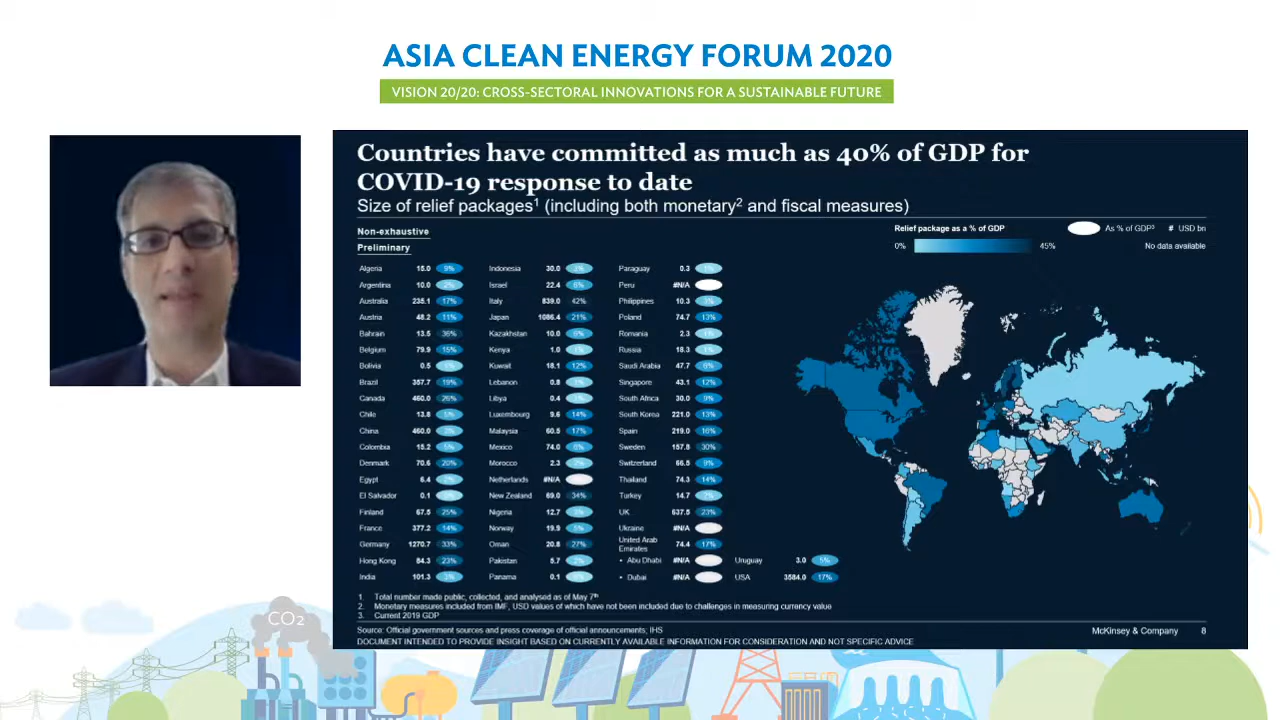 ASIA CLEAN ENERGY FORUM 2020
VISION 20/20: CROSS-SECTORAL INNOVATIONS FOR A SUSTAINABLE FUTURE
Countries have committed as much as 40% of GDP for
COVID-19 response to date
Size of relief packages¹ (including both monetary² and fiscal measures)
Non-exhaustive
Preliminary
Relief package as a % of GDP
0%
45%
As % of GDP³
# USD bn
No data available
Algeria 15.0 9%
Argentina 10.0 2%
Australia 235.1 17%
Austria 48.2 11%
Bahrain 13.5 36%
Belgium 79.9 15%
Bolivia 0.5
Brazil 357.7 19%
Canada 460.0 26%
Chile 13.8 5%
China 460.0
Colombia 15.2 5%
Denmark 70.6 20%
Egypt 6.4
El Salvador 0.1
Finland 67.5 25%
France 377.2 14%
Germany 1270.7 33%
Hong Kong 84.3 23%
India 101.3
Indonesia 30.0
Israel 22.4 6%
Italy 839.0 42%
Japan 1086.4 21%
Kazakhstan 10.0 6%
Kenya 1.0
Kuwait 18.1 12%
Lebanon 0.8
Libya 0.4
Luxembourg 9.6 14%
Malaysia 60.5 17%
Mexico 74.0 6%
Morocco 2.3
Netherlands #N/A
New Zealand 69.0 34%
Nigeria 12.7
Norway 19.9 5%
Oman 20.8 27%
Pakistan 5.7
Panama 0.1
Paraguay 0.3
Peru #N/A
Philippines 10.3 3%
Poland 74.7 13%
Romania 2.3
Russia 18.3
Saudi Arabia 47.7 6%
Singapore 43.1 12%
South Africa 30.0 9%
South Korea 221.0 13%
Spain 219.0 16%
Sweden 157.8 30%
Switzerland 66.5 9%
Thailand 74.3 14%
Turkey 14.7
UK 637.5 23%
Ukraine #N/A
United Arab
Emirates 74.4 17%
• Abu Dhabi #N/A
• Dubai #N/A
Uruguay 3.0 5%
USA 3584.0 17%
1 Total number made public, collected, and analysed as of May 7th
2. Monetary measures included from IMF, USD values of which have not been included due to challenges in measuring currency value
3. Current 2019 GDP
Source: Official government sources and press coverage of official announcements; IHS
McKinsey & Company 8
DOCUMENT INTENDED TO PROVIDE INSIGHT BASED ON CURRENTLY AVAILABLE INFORMATION FOR CONSIDERATION AND NOT SPECIFIC ADVICE
CO2